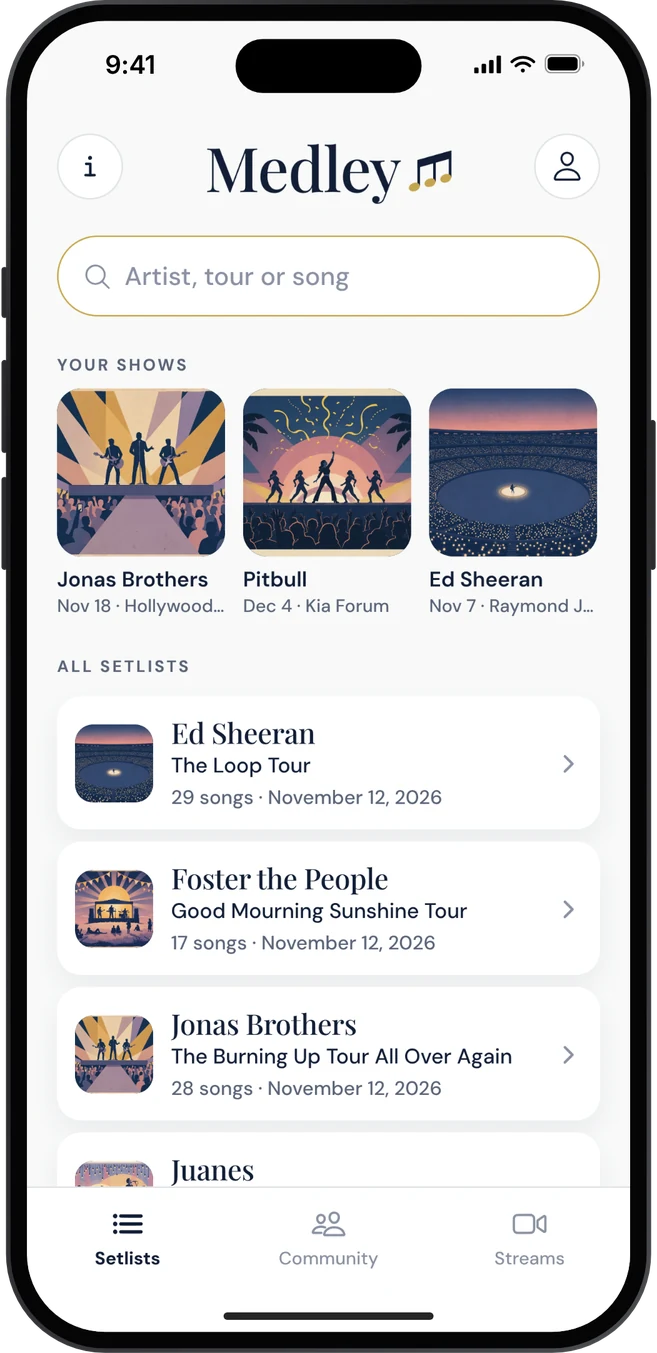 9:41
i
Medley
Artist, tour or song
YOUR SHOWS
Jonas Brothers
Nov 18 · Hollywood...
Pitbull
Dec 4 · Kia Forum
Ed Sheeran
Nov 7 · Raymond J...
ALL SETLISTS
Ed Sheeran
The Loop Tour
29 songs · November 12, 2026
Foster the People
Good Mourning Sunshine Tour
17 songs · November 12, 2026
Jonas Brothers
The Burning Up Tour All Over Again
28 songs · November 12, 2026
Juanes
Setlists
Community
Streams